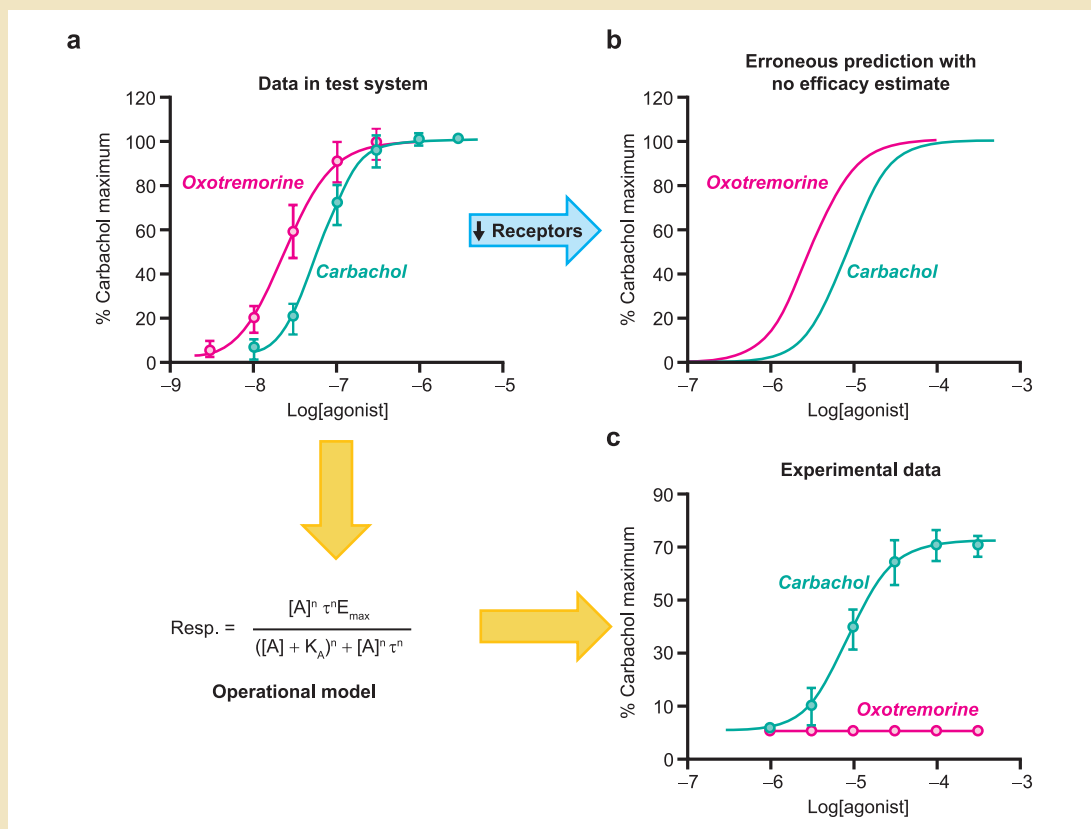 a
Data in test system
% Carbachol maximum
120
100
80
60
40
20
0
Oxotremorine
Carbachol
−9
−8
−7
−6
−5
Log[agonist]
↓ Receptors
b
Erroneous prediction with
no efficacy estimate
% Carbachol maximum
120
100
80
60
40
20
0
Oxotremorine
Carbachol
−7
−6
−5
−4
−3
Log[agonist]
Resp. = [A]ⁿ τⁿE_max / (([A] + K_A)ⁿ + [A]ⁿ τⁿ)
Operational model
c
Experimental data
% Carbachol maximum
90
70
50
30
10
0
Carbachol
Oxotremorine
−7
−6
−5
−4
−3
Log[agonist]